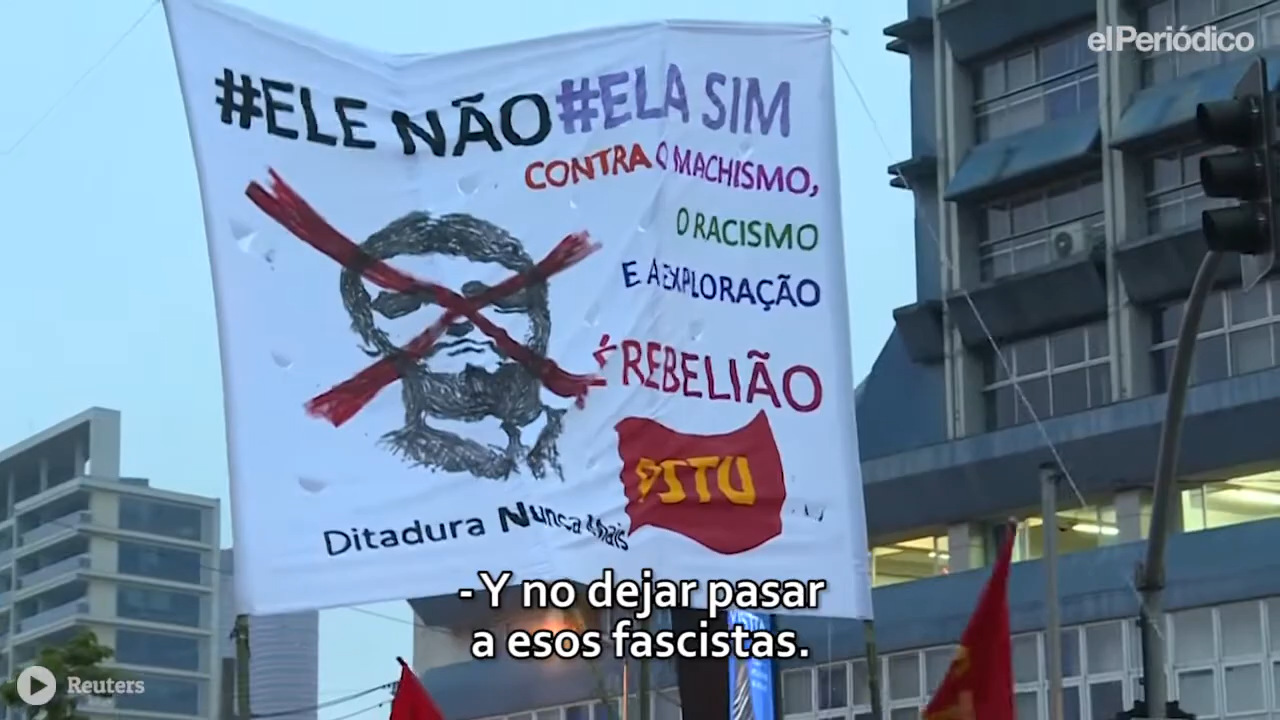 elPeriódico
#ELE NÃO #ELA SIM
CONTRA O MACHISMO,
O RACISMO
E A EXPLORAÇÃO
É REBELIÃO
PSTU
Ditadura Nunca Mais
- Y no dejar pasar
a esos fascistas.
Reuters